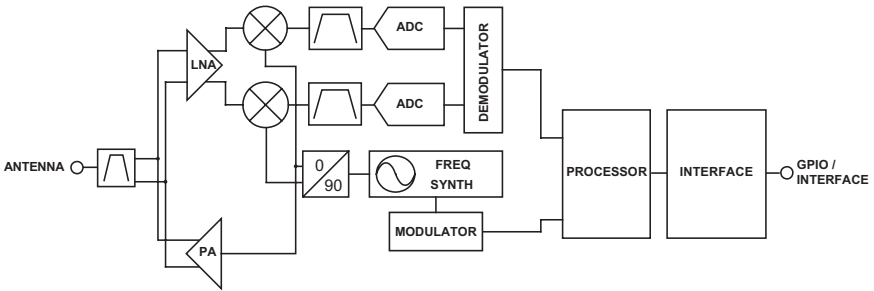 LNA
ADC
ADC
DEMODULATOR
ANTENNA
0
90
FREQ
SYNTH
MODULATOR
PA
PROCESSOR
INTERFACE
GPIO /
INTERFACE